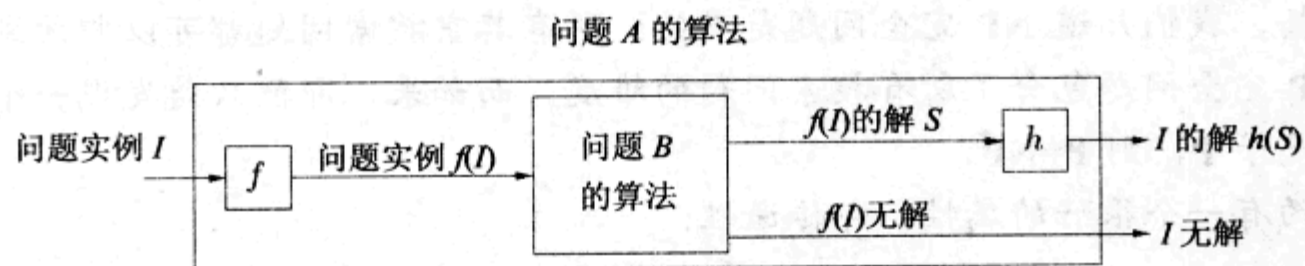 问题 A 的算法
问题实例 I
f
问题实例 f(I)
问题 B
的算法
f(I)的解 S
h
I 的解 h(S)
f(I)无解
I 无解